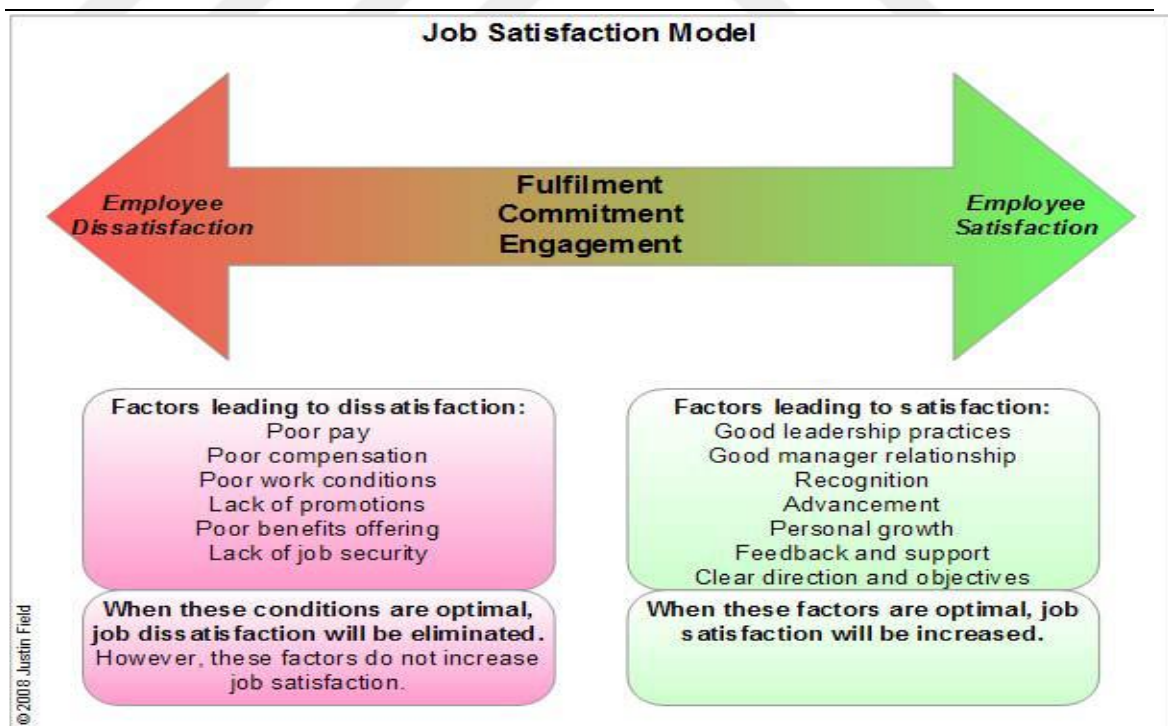 Job Satisfaction Model
Employee
Dissatisfaction
Fulfilment
Commitment
Engagement
Employee
Satisfaction
Factors leading to dissatisfaction:
Poor pay
Poor compensation
Poor work conditions
Lack of promotions
Poor benefits offering
Lack of job security
When these conditions are optimal,
job dissatisfaction will be eliminated.
However, these factors do not increase
job satisfaction.
Factors leading to satisfaction:
Good leadership practices
Good manager relationship
Recognition
Advancement
Personal growth
Feedback and support
Clear direction and objectives
When these factors are optimal, job
satisfaction will be increased.
©2008 Justin Field